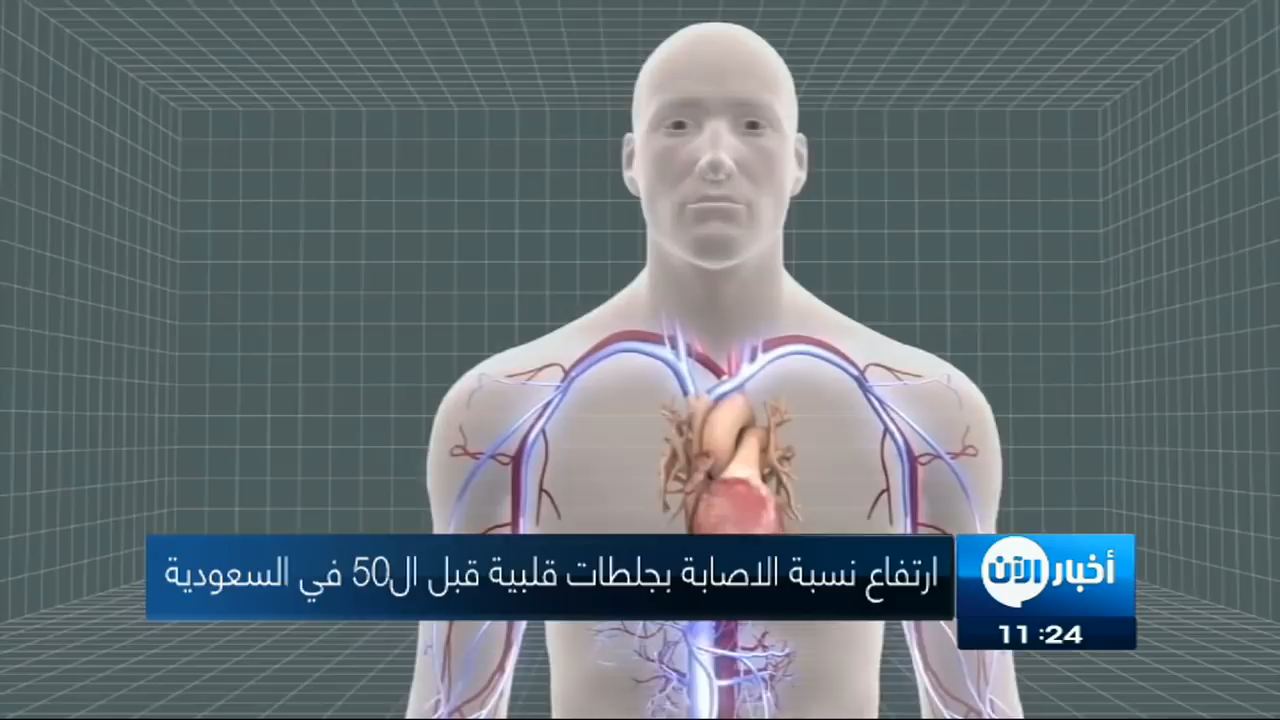 ارتفاع نسبة الاصابة بجلطات قلبية قبل ال50 في السعودية
أخبار الآن
11:24